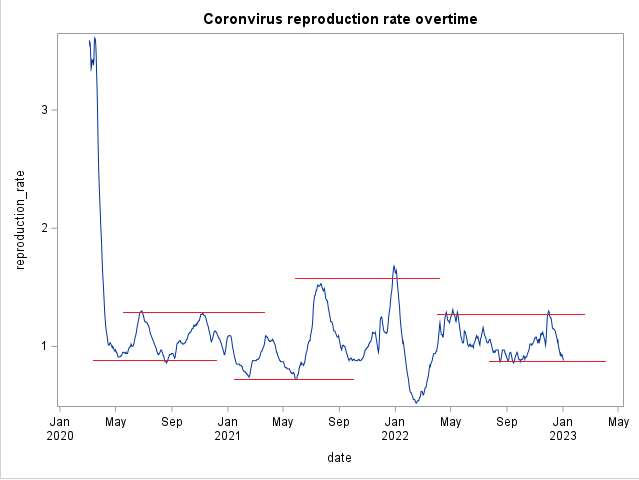 Coronvirus reproduction rate overtime
reproduction_rate
3
2
1
Jan May Sep Jan May Sep Jan May Sep Jan May
2020 2021 2022 2023
date